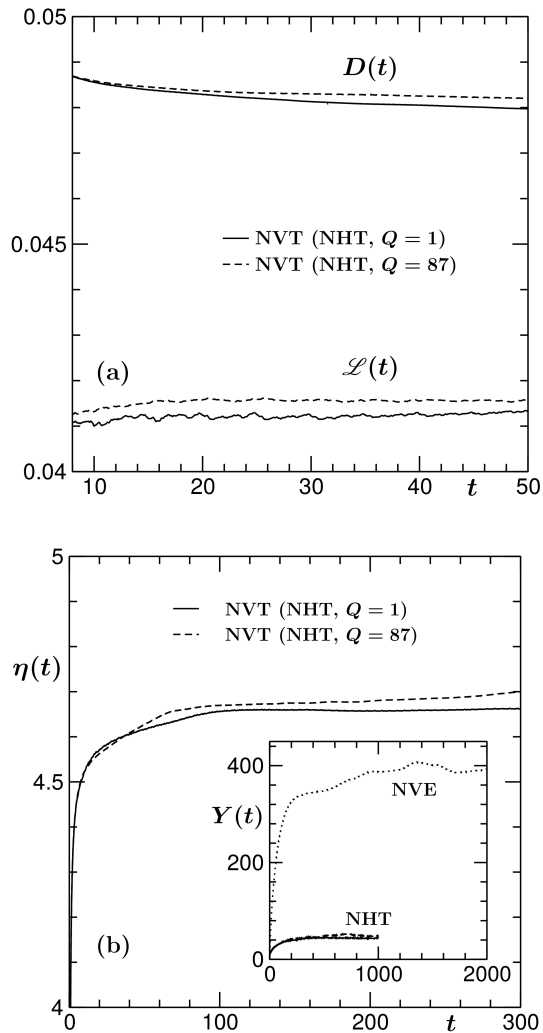 0.05
D(t)
0.045
NVT (NHT, Q = 1)
NVT (NHT, Q = 87)
(a)
ℒ(t)
0.04
10 20 30 40 t 50
5
NVT (NHT, Q = 1)
NVT (NHT, Q = 87)
η(t)
4.5
400
NVE
Y(t)
200
NHT
0
0 1000 2000
(b)
4
0 100 200 t 300